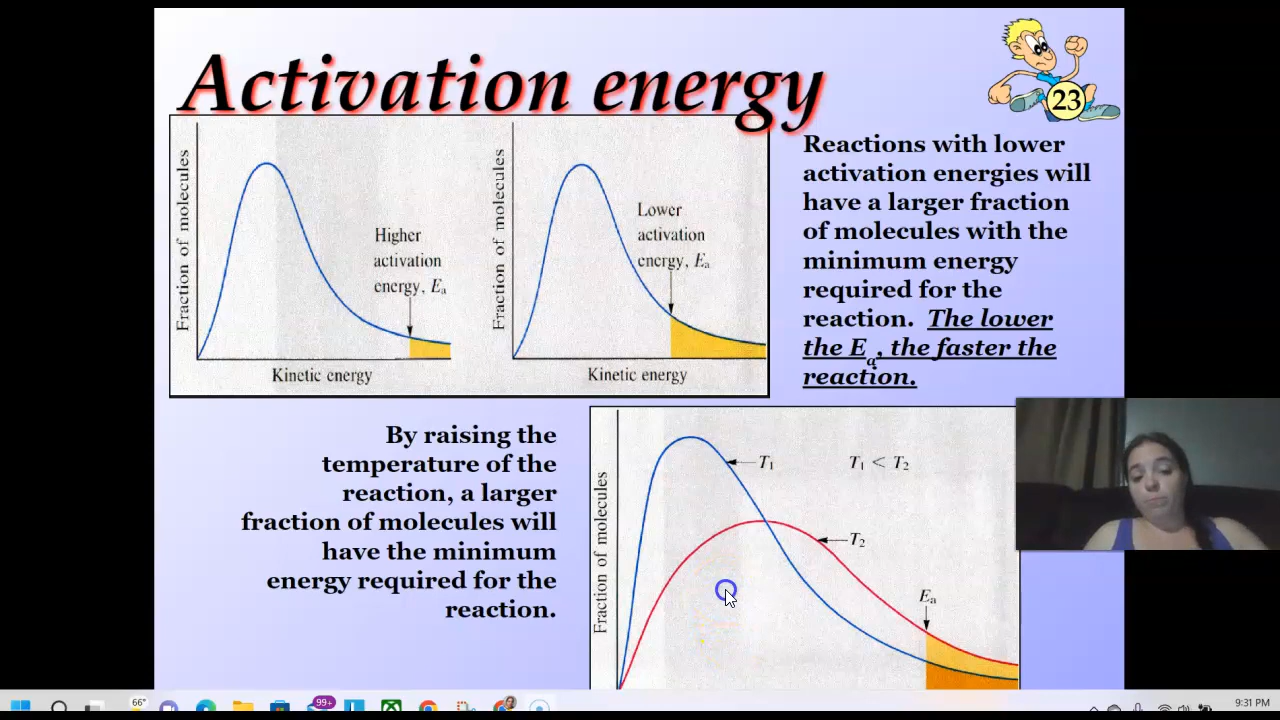 Activation energy
23
Fraction of molecules
Higher
activation
energy, Ea
Kinetic energy
Fraction of molecules
Lower
activation
energy, Ea
Kinetic energy
Reactions with lower
activation energies will
have a larger fraction
of molecules with the
minimum energy
required for the
reaction. The lower
the Ea, the faster the
reaction.
By raising the
temperature of the
reaction, a larger
fraction of molecules will
have the minimum
energy required for the
reaction.
Fraction of molecules
T1
T1 < T2
T2
Ea
66°
99+
9:31 PM